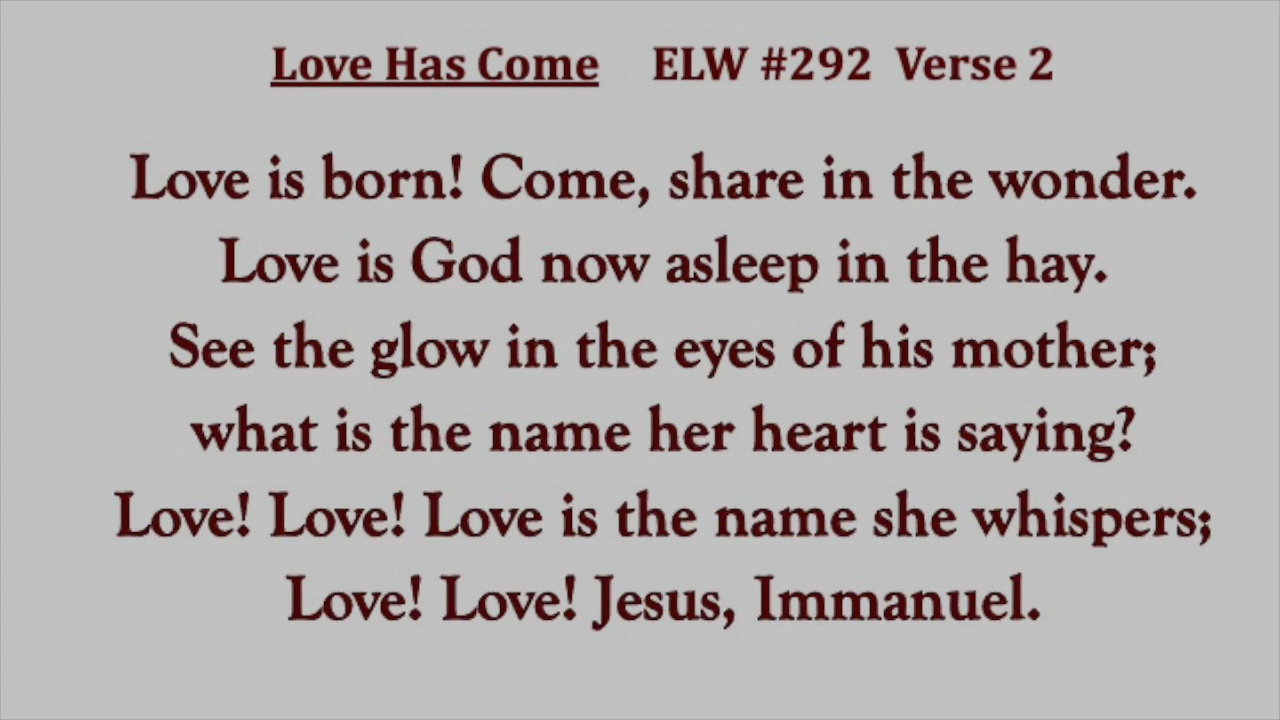 Love Has Come ELW #292 Verse 2
Love is born! Come, share in the wonder.
Love is God now asleep in the hay.
See the glow in the eyes of his mother;
what is the name her heart is saying?
Love! Love! Love is the name she whispers;
Love! Love! Jesus, Immanuel.